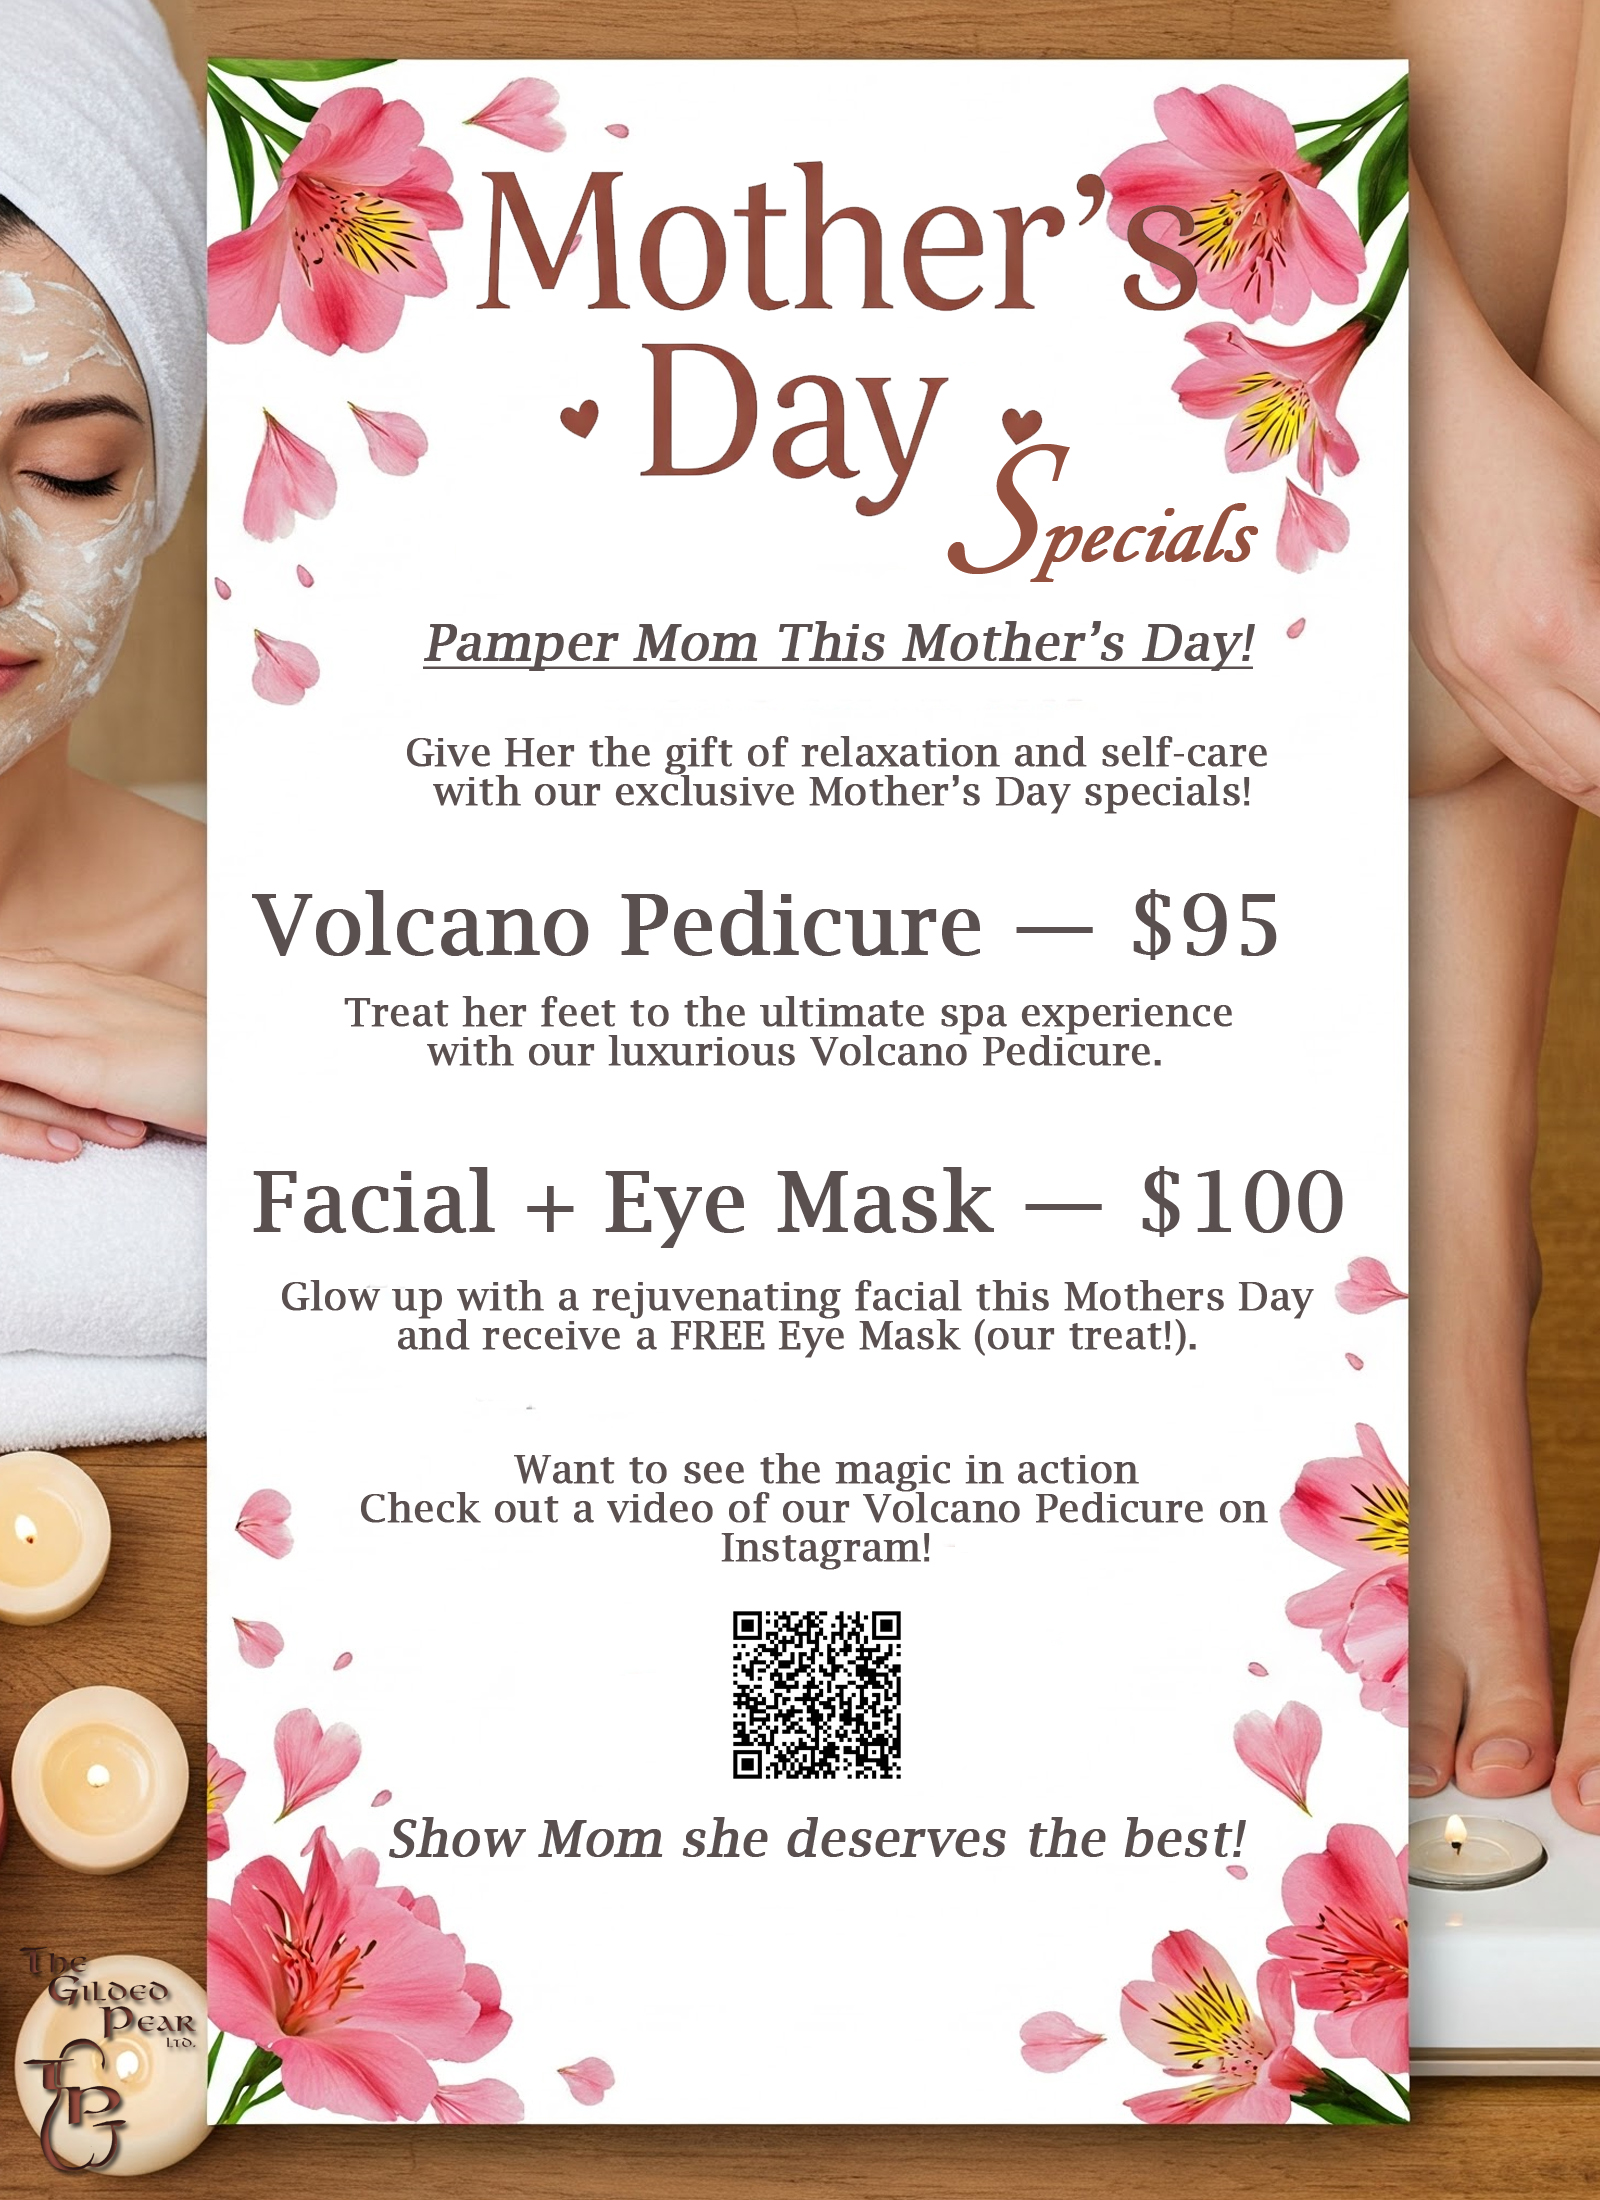 Mother's
Day
Specials
Pamper Mom This Mother's Day!
Give Her the gift of relaxation and self-care
with our exclusive Mother's Day specials!
Volcano Pedicure — $95
Treat her feet to the ultimate spa experience
with our luxurious Volcano Pedicure.
Facial + Eye Mask — $100
Glow up with a rejuvenating facial this Mothers Day
and receive a FREE Eye Mask (our treat!).
Want to see the magic in action
Check out a video of our Volcano Pedicure on
Instagram!
Show Mom she deserves the best!
The
Gilded
Pear
Ltd.
TGP